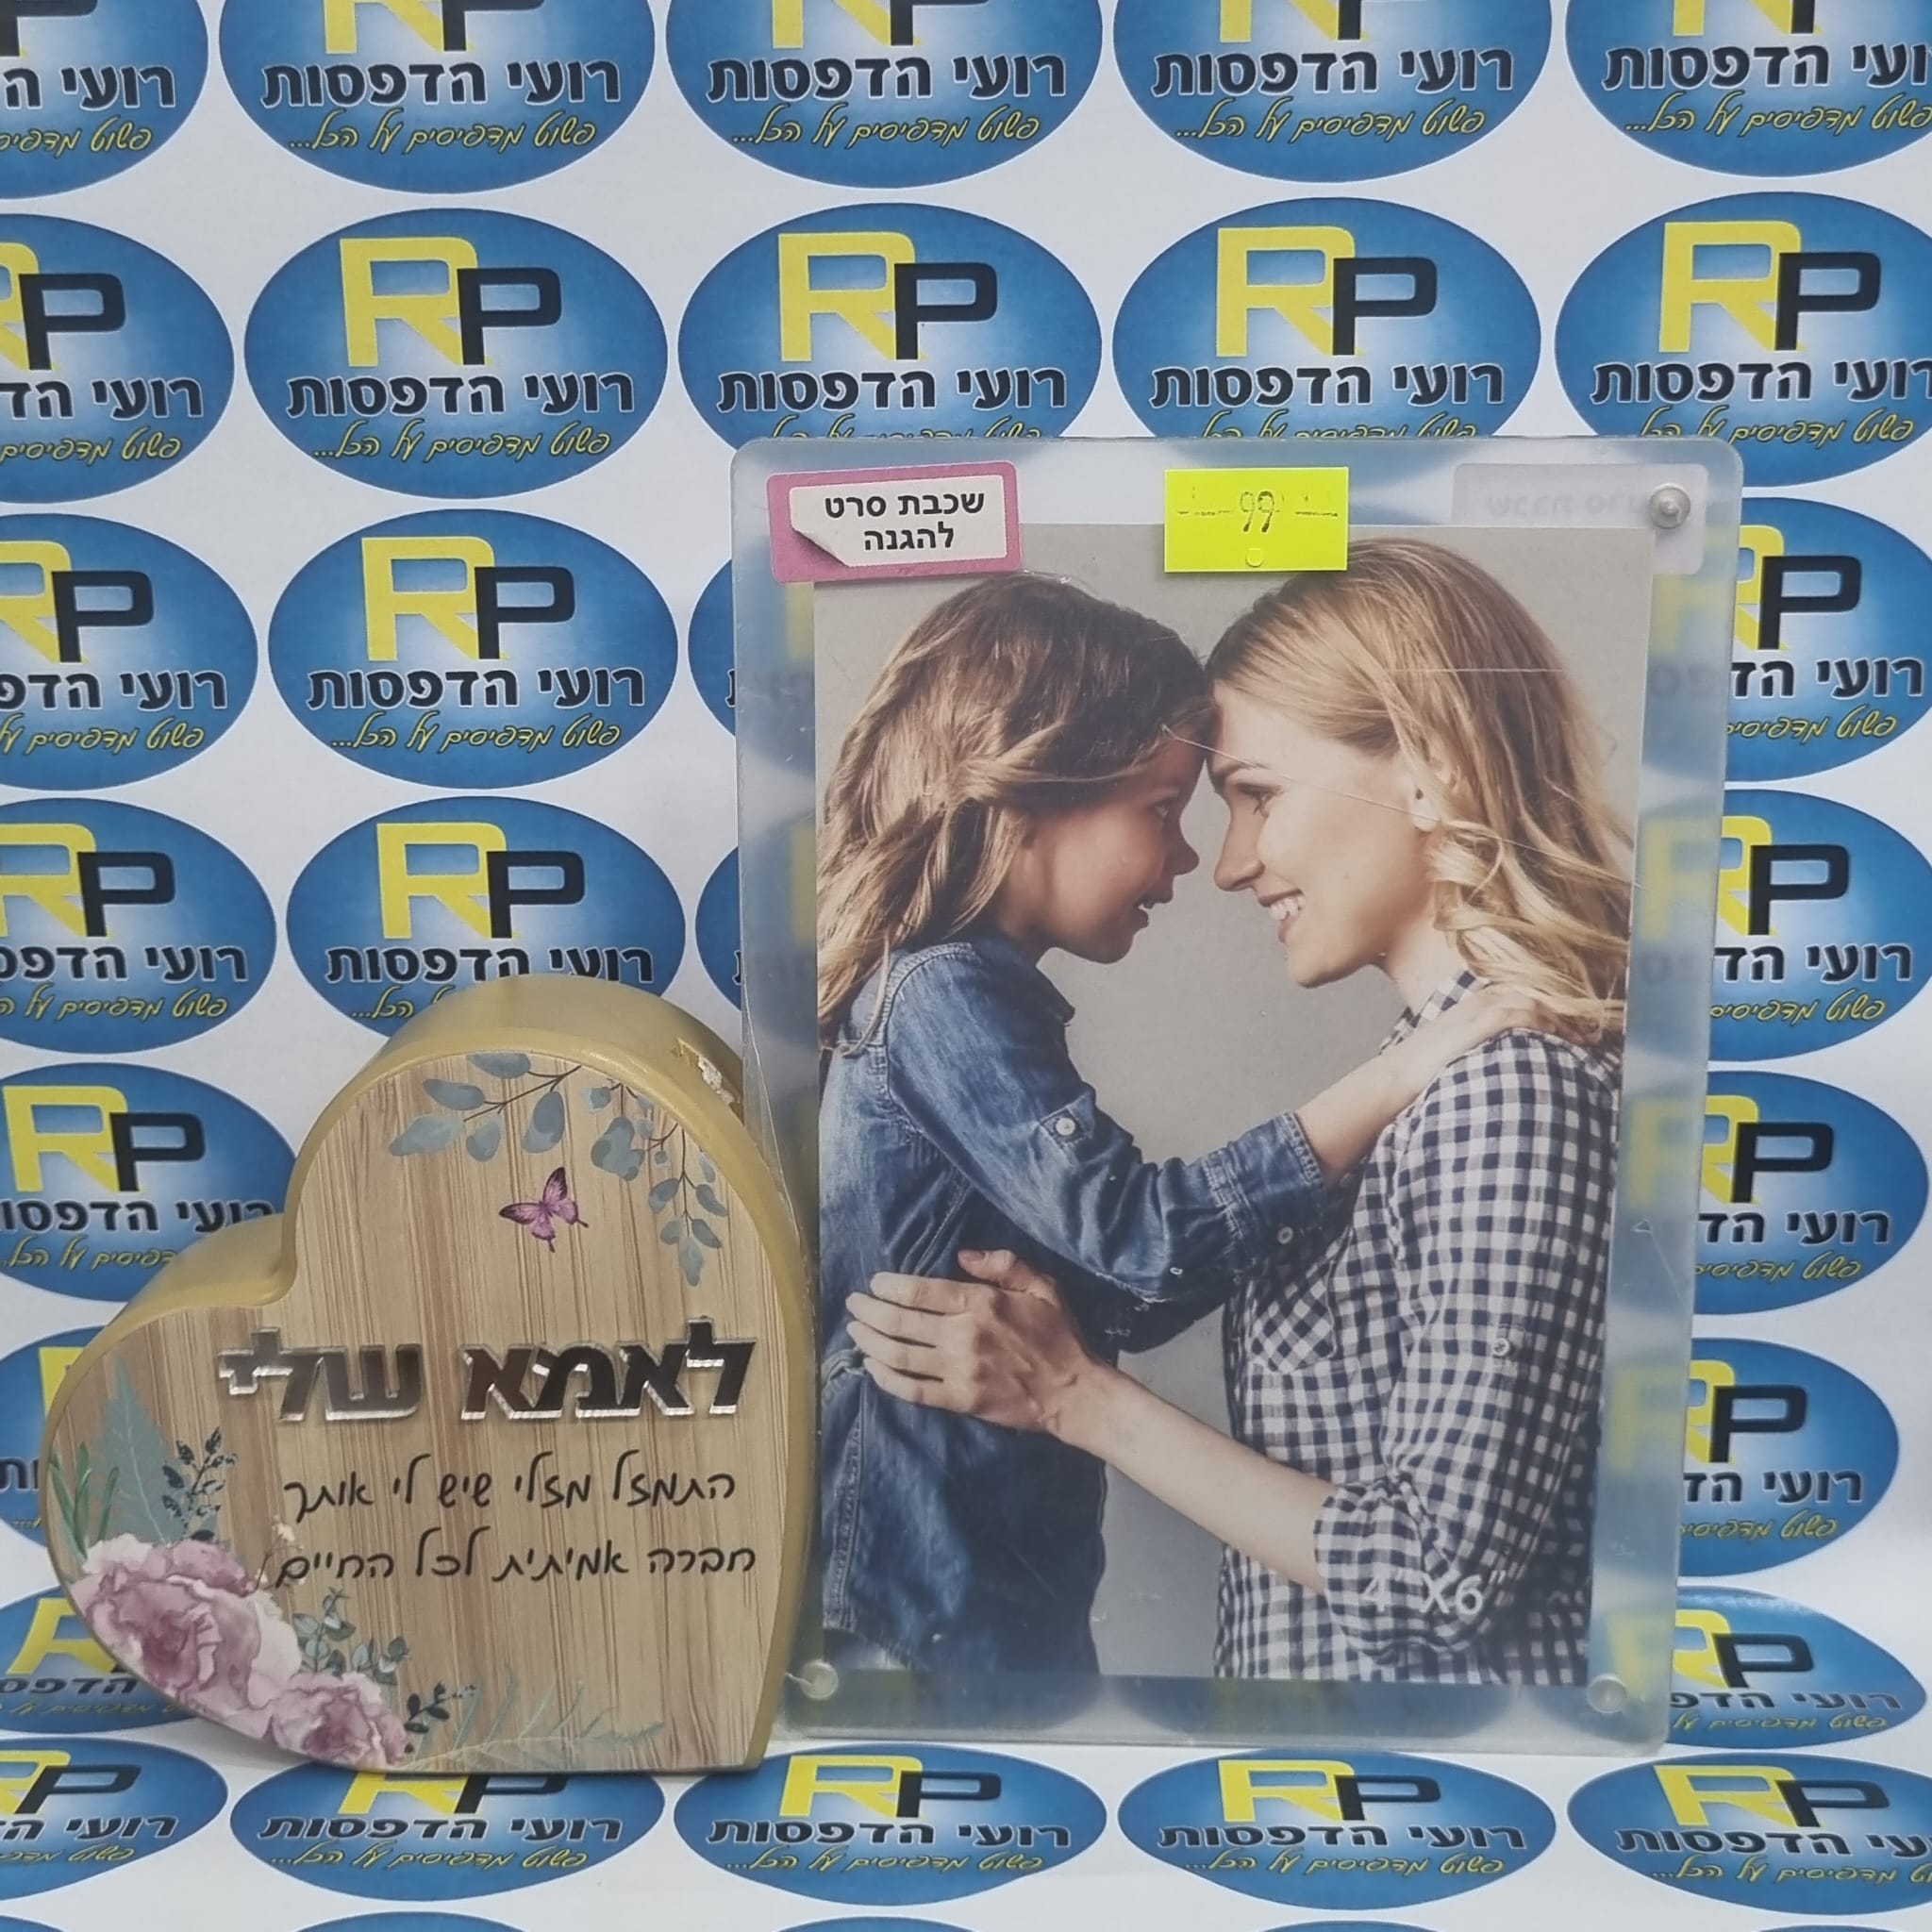 RP
רועי הדפסות
פשוט מדפיסים על הכל...
שכבת סרט
להגנה
99
לאמא שלי
התמזל מזלי שיש לי אותך
חברה אמיתית לכל החיים
4"X6"